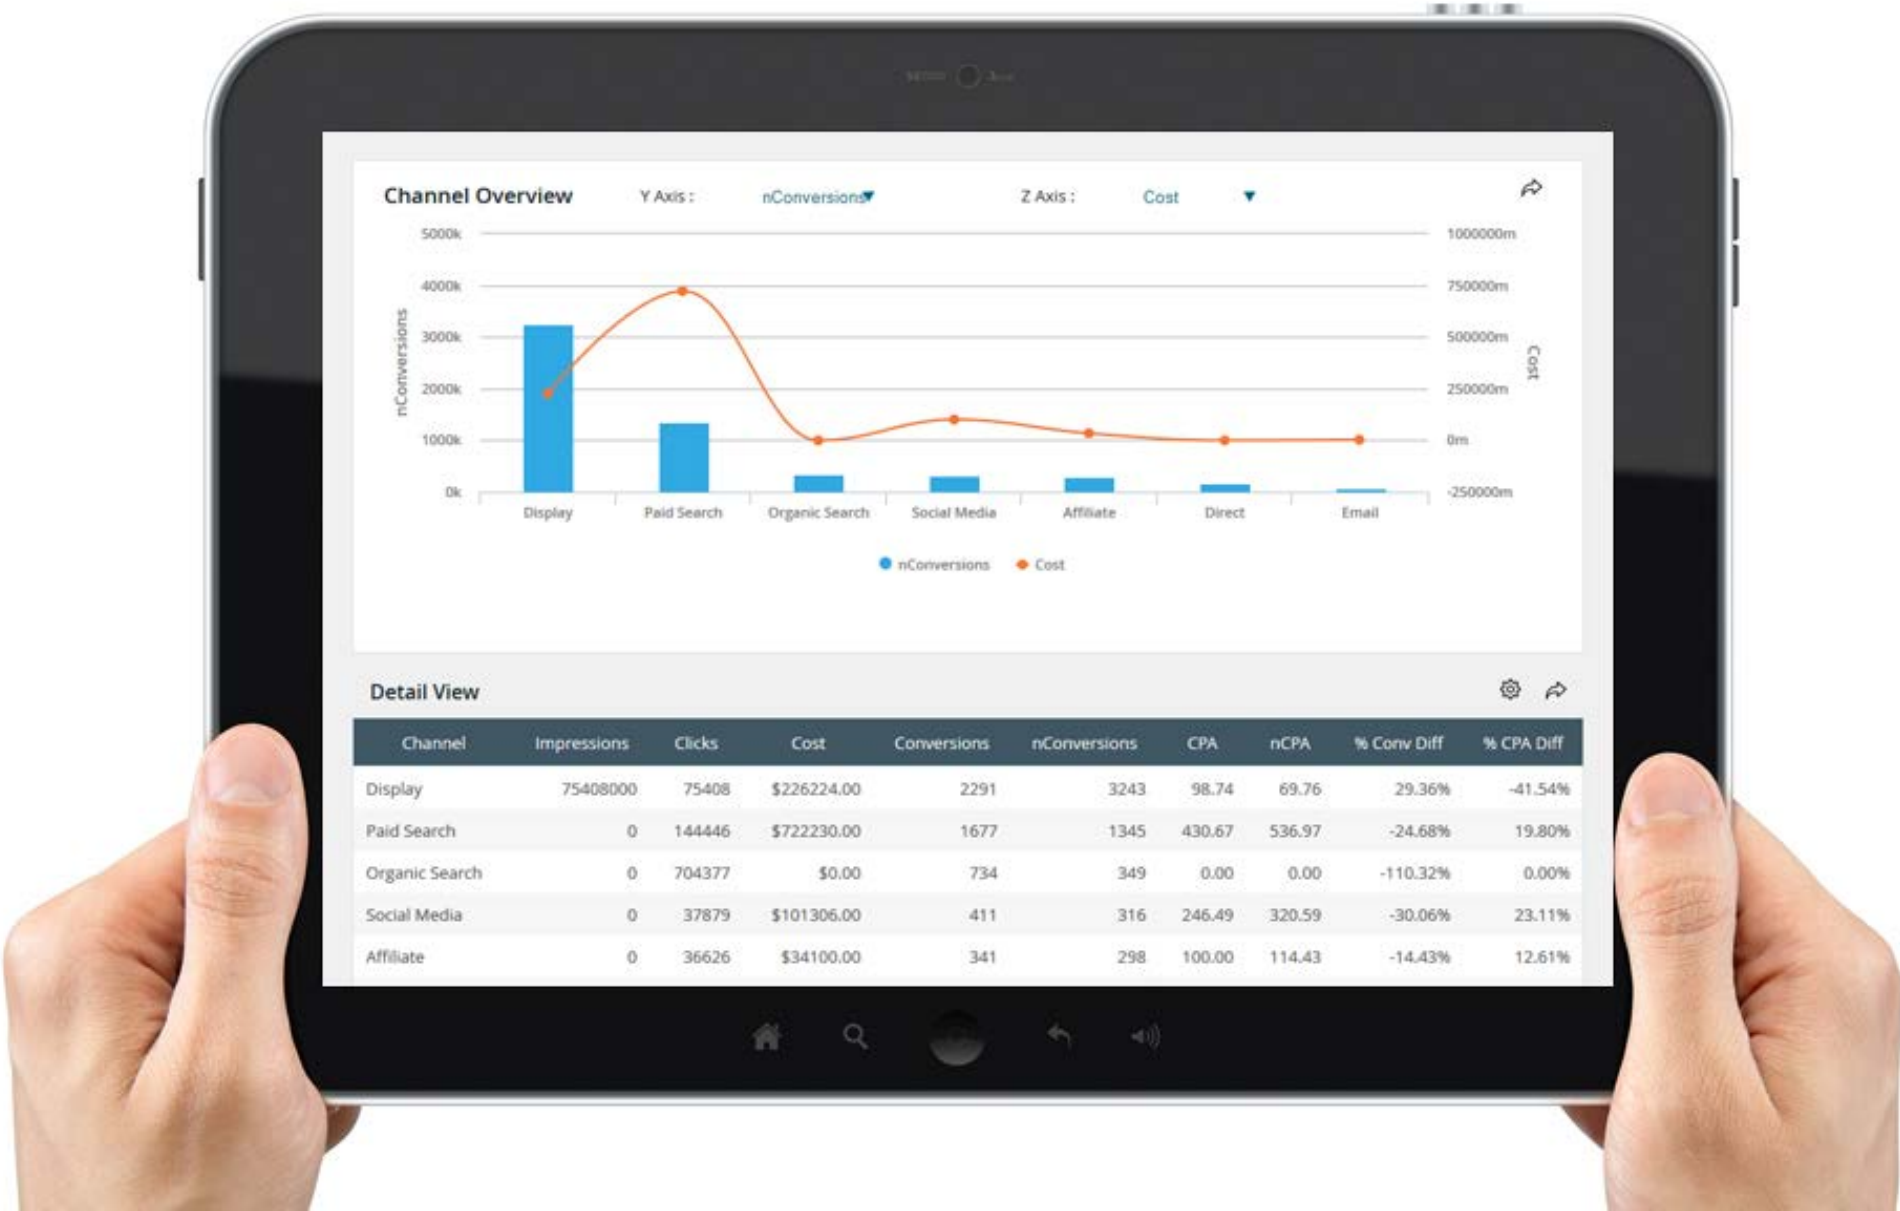 Channel Overview Y Axis : nConversions Z Axis : Cost
5000k 1000000m
4000k 750000m
3000k 500000m
2000k 250000m
1000k 0m
0k -250000m
nConversions
Cost
Display Paid Search Organic Search Social Media Affiliate Direct Email
nConversions Cost
Detail View
Channel Impressions Clicks Cost Conversions nConversions CPA nCPA % Conv Diff % CPA Diff
Display 75408000 75408 $226224.00 2291 3243 98.74 69.76 29.36% -41.54%
Paid Search 0 144446 $722230.00 1677 1345 430.67 536.97 -24.68% 19.80%
Organic Search 0 704377 $0.00 734 349 0.00 0.00 -110.32% 0.00%
Social Media 0 37879 $101306.00 411 316 246.49 320.59 -30.06% 23.11%
Affiliate 0 36626 $34100.00 341 298 100.00 114.43 -14.43% 12.61%